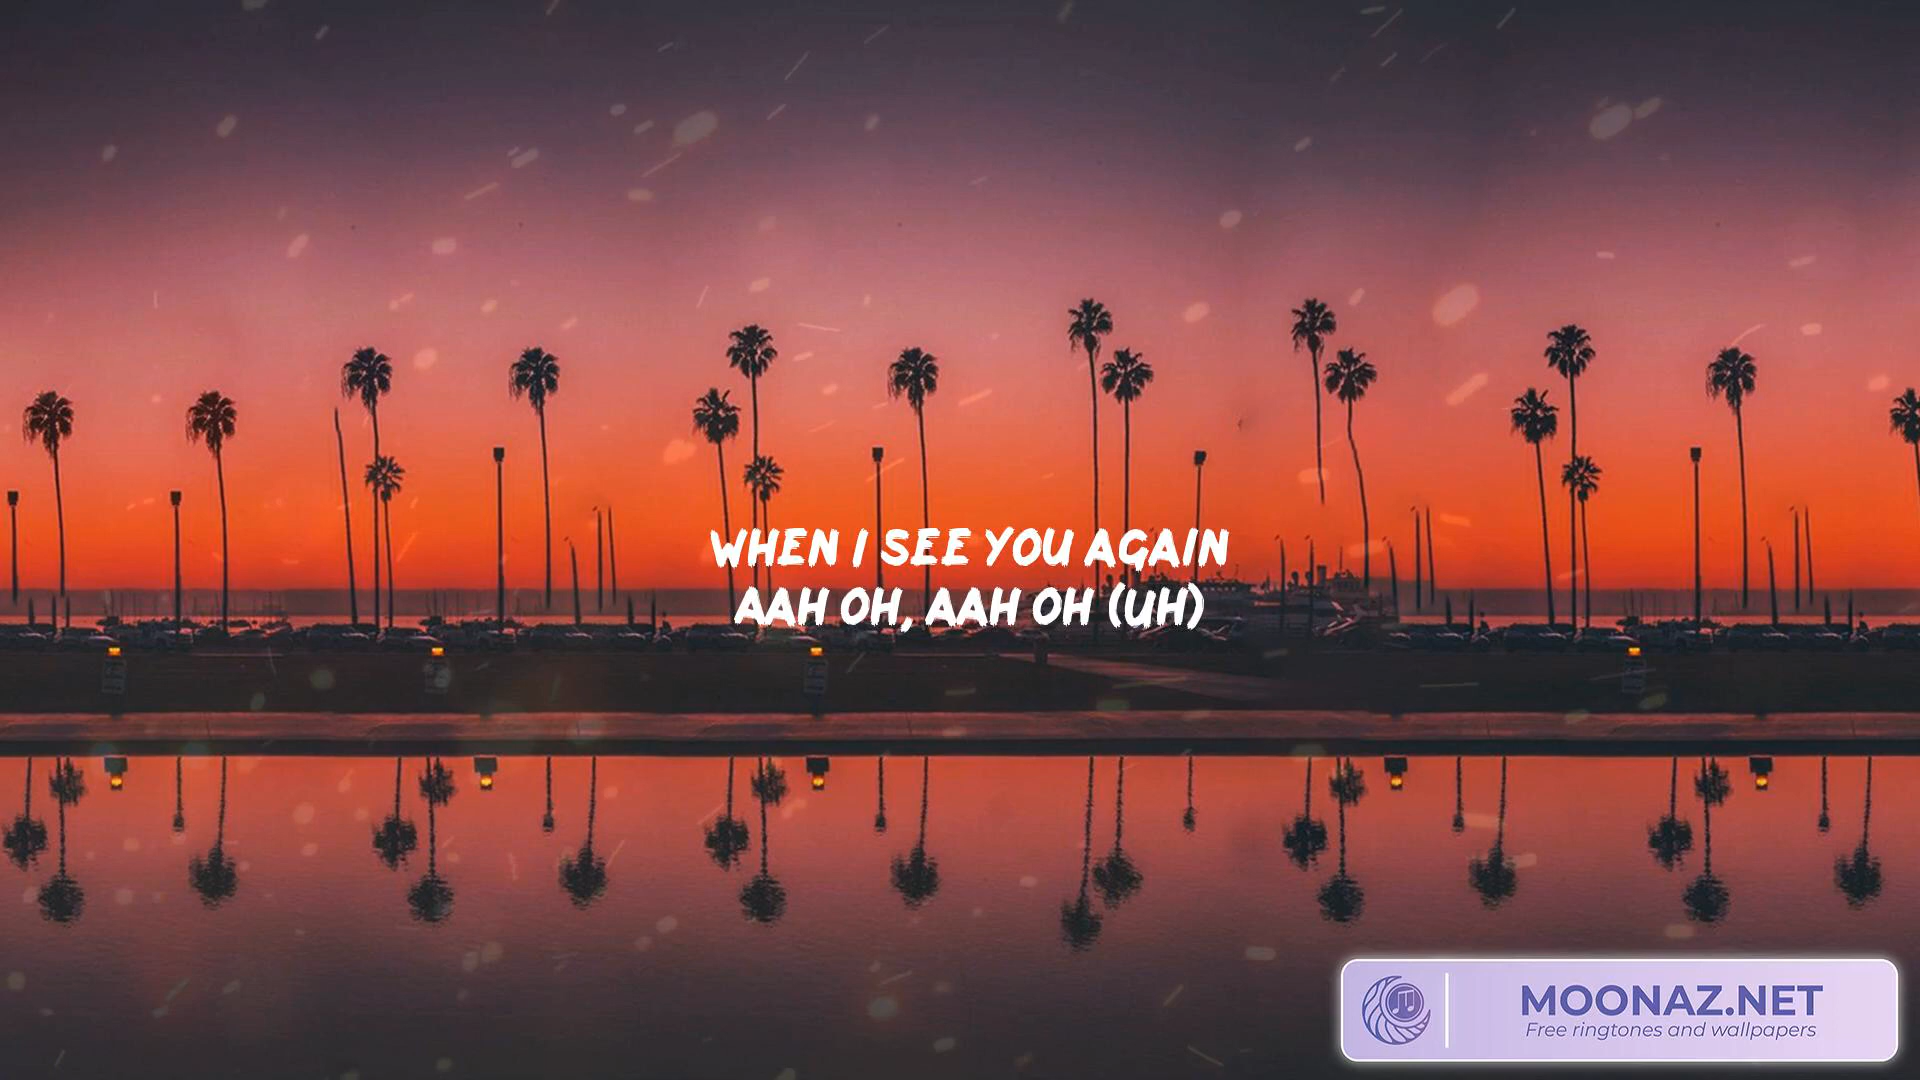 WHEN I SEE YOU AGAIN
AAH OH, AAH OH (UH)
MOONAZ.NET
Free ringtones and wallpapers